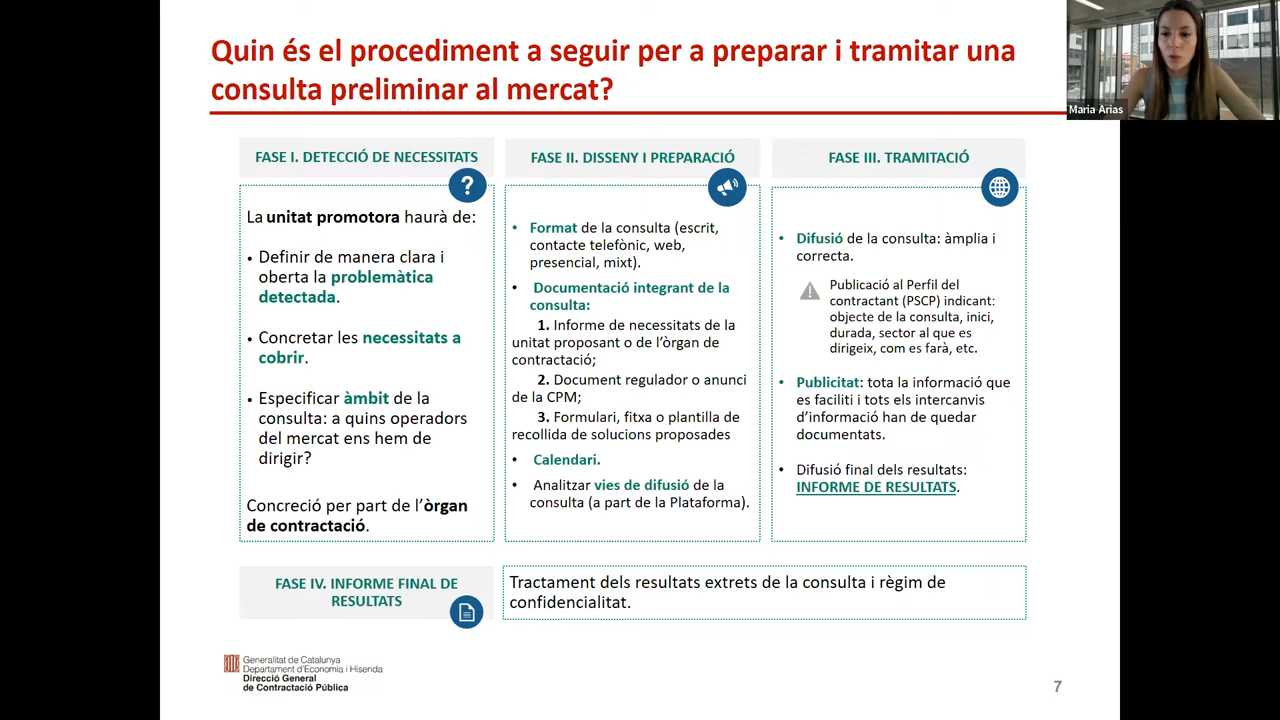 Quin és el procediment a seguir per a preparar i tramitar una
consulta preliminar al mercat?
Maria Arias
FASE I. DETECCIÓ DE NECESSITATS
?
La unitat promotora haurà de:
• Definir de manera clara i
oberta la problemàtica
detectada.
• Concretar les necessitats a
cobrir.
• Especificar àmbit de la
consulta: a quins operadors
del mercat ens hem de
dirigir?
Concreció per part de l'òrgan
de contractació.
FASE II. DISSENY I PREPARACIÓ
• Format de la consulta (escrit,
contacte telefònic, web,
presencial, mixt).
• Documentació integrant de la
consulta:
1. Informe de necessitats de la
unitat proposant o de l'òrgan de
contractació;
2. Document regulador o anunci
de la CPM;
3. Formulari, fitxa o plantilla de
recollida de solucions proposades
• Calendari.
• Analitzar vies de difusió de la
consulta (a part de la Plataforma).
FASE III. TRAMITACIÓ
• Difusió de la consulta: àmplia i
correcta.
Publicació al Perfil del
contractant (PSCP) indicant:
objecte de la consulta, inici,
durada, sector al que es
dirigeix, com es farà, etc.
• Publicitat: tota la informació que
es faciliti i tots els intercanvis
d'informació han de quedar
documentats.
• Difusió final dels resultats:
INFORME DE RESULTATS.
FASE IV. INFORME FINAL DE
RESULTATS
Tractament dels resultats extrets de la consulta i règim de
confidencialitat.
Generalitat de Catalunya
Departament d'Economia i Hisenda
Direcció General
de Contractació Pública
7